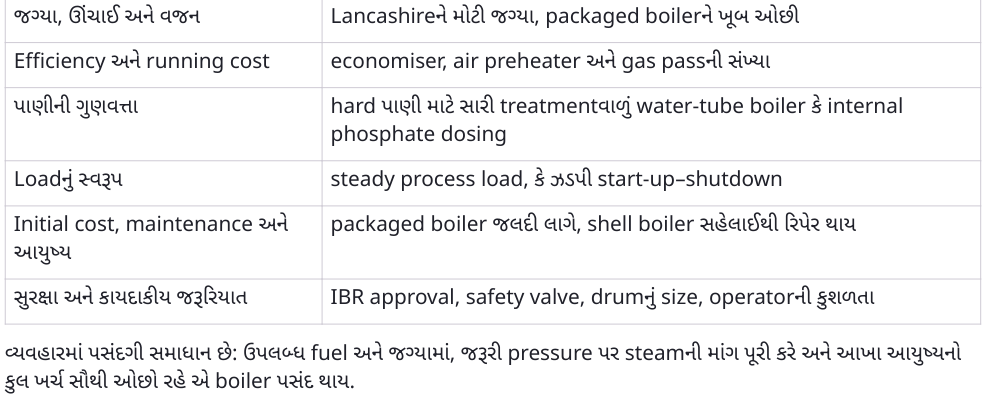 જગ્યા, ઊંચાઈ અને વજન
Lancashireને મોટી જગ્યા, packaged boilerને ખૂબ ઓછી
Efficiency અને running cost
economiser, air preheater અને gas passની સંખ્યા
પાણીની ગુણવત્તા
hard પાણી માટે સારી treatmentવાળું water-tube boiler કે internal
phosphate dosing
Loadનું સ્વરૂપ
steady process load, કે ઝડપી start-up–shutdown
Initial cost, maintenance અને
આયુષ્ય
packaged boiler જલદી લાગે, shell boiler સહેલાઈથી રિપેર થાય
સુરક્ષા અને કાયદાકીય જરૂરિયાત
IBR approval, safety valve, drumનું size, operatorની કુશળતા
વ્યવહારમાં પસંદગી સમાધાન છે: ઉપલબ્ધ fuel અને જગ્યામાં, જરૂરી pressure પર steamની માંગ પૂરી કરે અને આખા આયુષ્યનો
કુલ ખર્ચ સૌથી ઓછો રહે એ boiler પસંદ થાય.